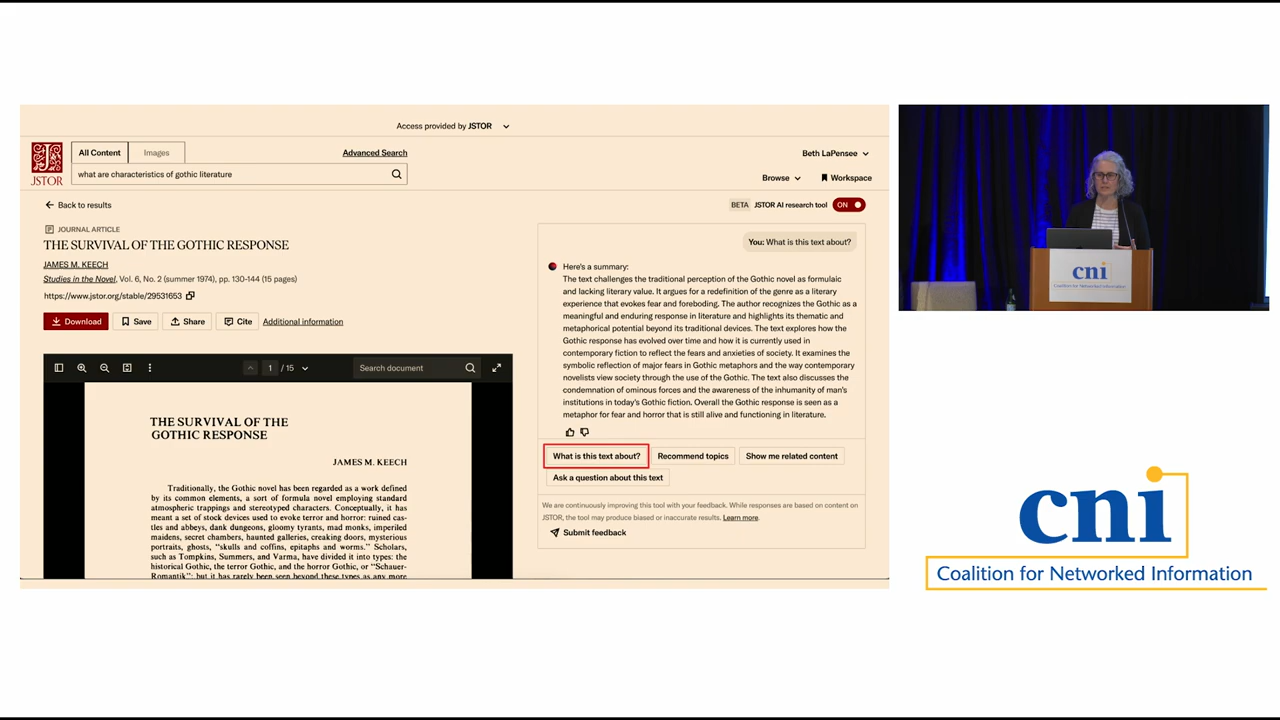 Access provided by JSTOR
JSTOR
All Content
Images
Advanced Search
what are characteristics of gothic literature
Beth LaPensee
Browse
Workspace
Back to results
BETA JSTOR AI research tool ON
JOURNAL ARTICLE
THE SURVIVAL OF THE GOTHIC RESPONSE
JAMES M. KEECH
Studies in the Novel, Vol. 6, No. 2 (summer 1974), pp. 130-144 (15 pages)
https://www.jstor.org/stable/29531653
Download
Save
Share
Cite
Additional information
1 / 15
Search document
THE SURVIVAL OF THE
GOTHIC RESPONSE
JAMES M. KEECH
Traditionally, the Gothic novel has been regarded as a work defined
by its common elements, a sort of formula novel employing standard
atmospheric trappings and stereotyped characters. Conceptually, it has
meant a set of stock devices used to evoke terror and horror: ruined cas-
tles and abbeys, dank dungeons, gloomy tyrants, mad monks, imperiled
maidens, secret chambers, haunted galleries, creaking doors, mysterious
portraits, ghosts, "skulls and coffins, epitaphs and worms." Scholars,
such as Tompkins, Summers, and Varma, have divided it into types: the
historical Gothic, the terror Gothic, and the horror Gothic, or "Schauer-
Romantik"; but it has rarely been seen beyond these types as any more
You: What is this text about?
Here's a summary:
The text challenges the traditional perception of the Gothic novel as formulaic
and lacking literary value. It argues for a redefinition of the genre as a literary
experience that evokes fear and foreboding. The author recognizes the Gothic as a
meaningful and enduring response in literature and highlights its thematic and
metaphorical potential beyond its traditional devices. The text explores how the
Gothic response has evolved over time and how it is currently used in
contemporary fiction to reflect the fears and anxieties of society. It examines the
symbolic reflection of major fears in Gothic metaphors and the way contemporary
novelists view society through the use of the Gothic. The text also discusses the
condemnation of ominous forces and the awareness of the inhumanity of man's
institutions in today's Gothic fiction. Overall the Gothic response is seen as a
metaphor for fear and horror that is still alive and functioning in literature.
What is this text about?
Recommend topics
Show me related content
Ask a question about this text
We are continuously improving this tool with your feedback. While responses are based on content on
JSTOR, the tool may produce biased or inaccurate results. Learn more.
Submit feedback
cni
Coalition for Networked Information
cni
Coalition for Networked Information